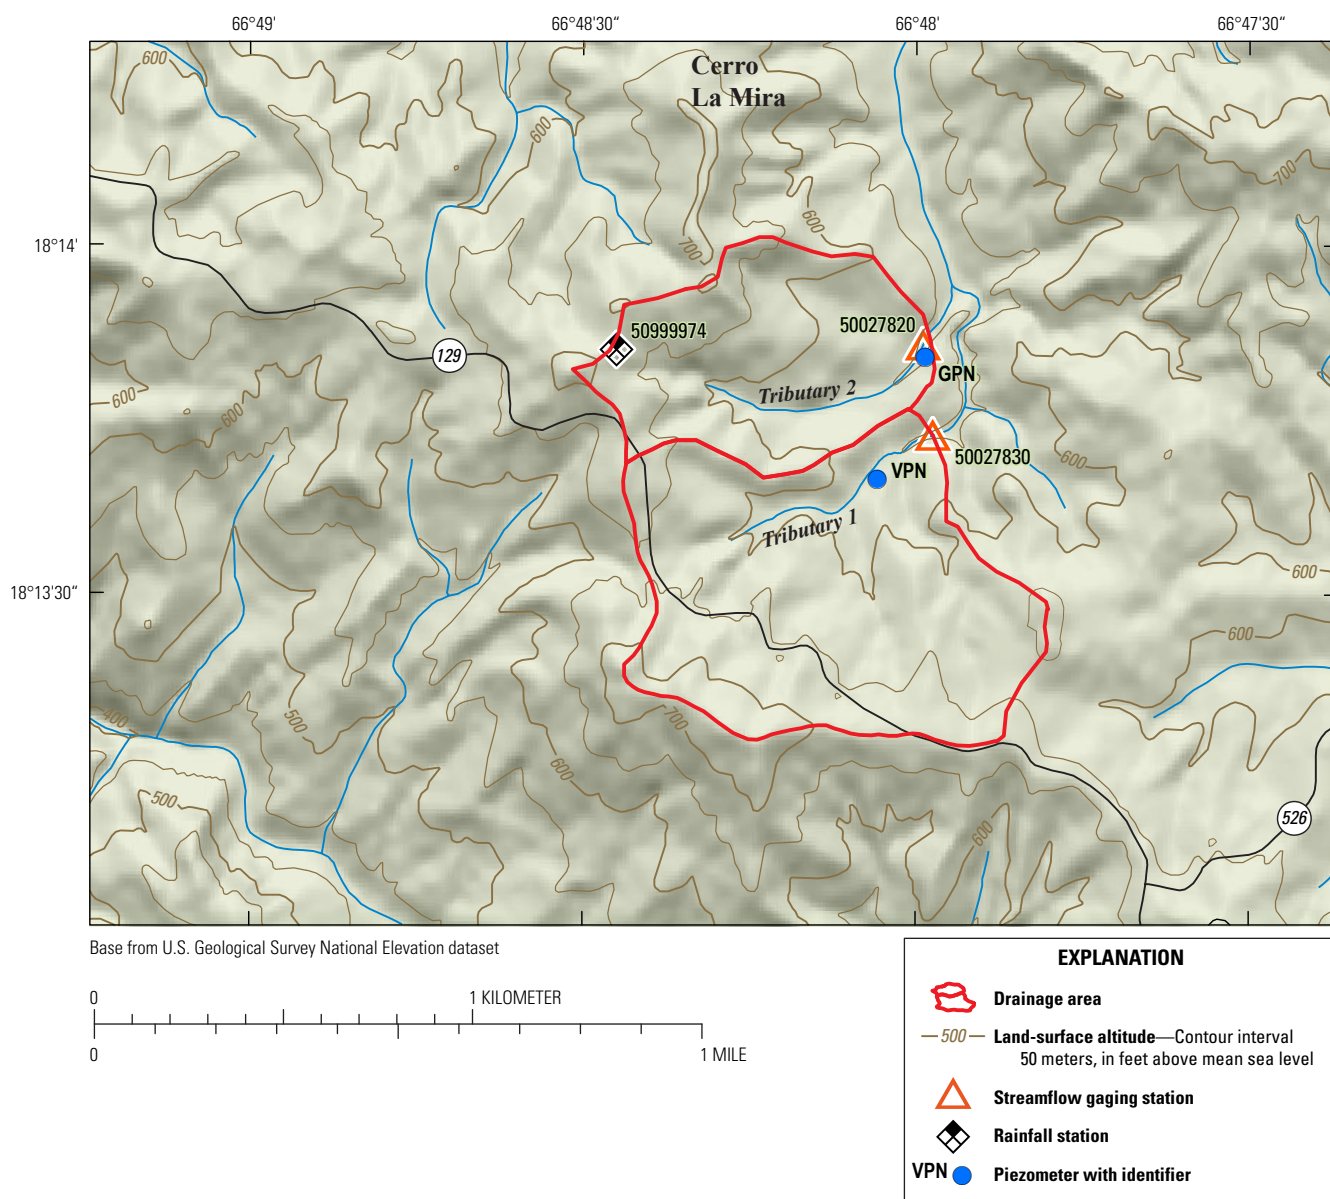 66°49'
66°48'30"
66°48'
66°47'30"
18°14'
18°13'30"
Cerro
La Mira
600
600
700
600
700
50999974
50027820
129
GPN
Tributary 2
600
600
50027830
VPN
600
Tributary 1
600
600
400
500
700
600
500
600
526
Base from U.S. Geological Survey National Elevation dataset
0
1 KILOMETER
0
1 MILE
EXPLANATION
Drainage area
500
Land-surface altitude—Contour interval
50 meters, in feet above mean sea level
Streamflow gaging station
Rainfall station
VPN
Piezometer with identifier